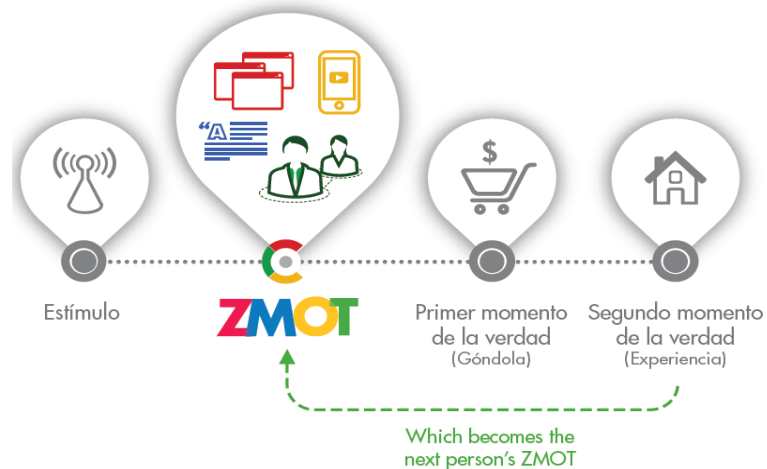 “A
$
Estímulo
ZMOT
Primer momento
de la verdad
(Góndola)
Segundo momento
de la verdad
(Experiencia)
Which becomes the
next person’s ZMOT